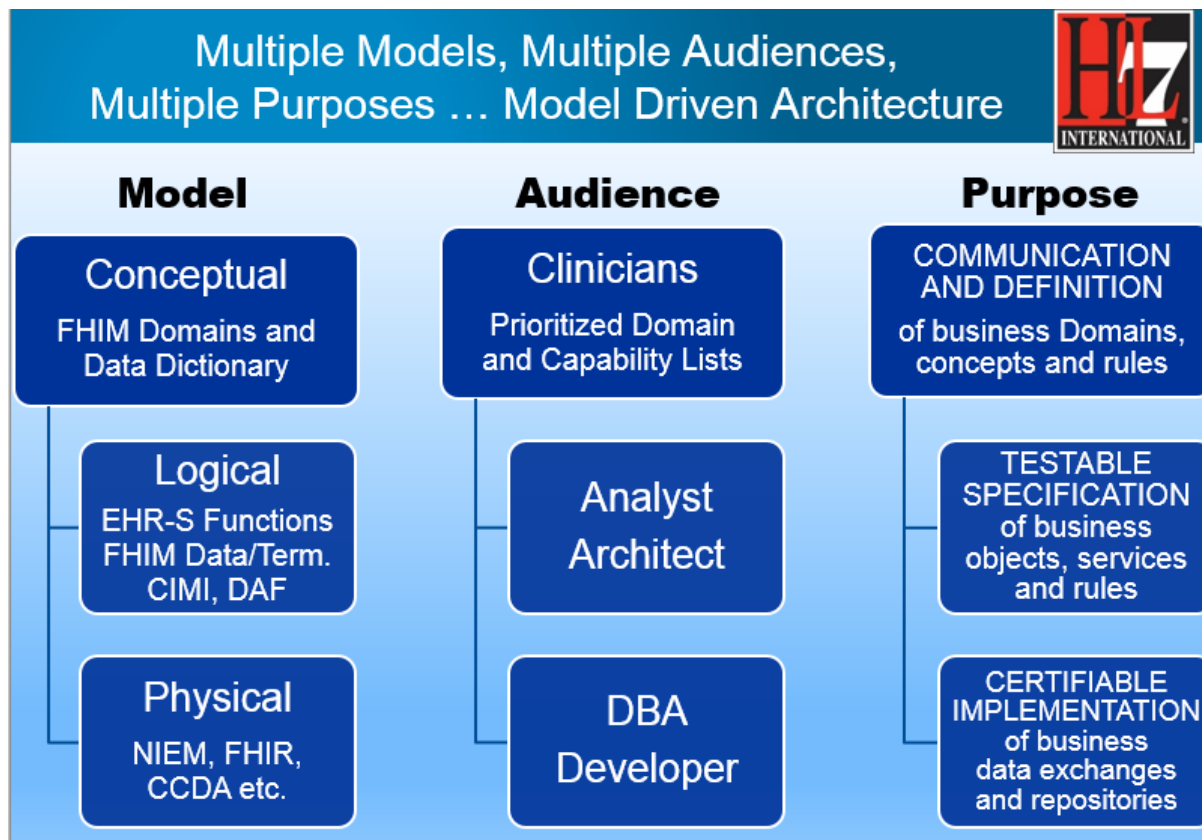 Multiple Models, Multiple Audiences,
Multiple Purposes … Model Driven Architecture
HL7
®
INTERNATIONAL
Model
Conceptual
FHIM Domains and
Data Dictionary
Logical
EHR-S Functions
FHIM Data/Term.
CIMI, DAF
Physical
NIEM, FHIR,
CCDA etc.
Audience
Clinicians
Prioritized Domain
and Capability Lists
Analyst
Architect
DBA
Developer
Purpose
COMMUNICATION
AND DEFINITION
of business Domains,
concepts and rules
TESTABLE
SPECIFICATION
of business
objects, services
and rules
CERTIFIABLE
IMPLEMENTATION
of business
data exchanges
and repositories